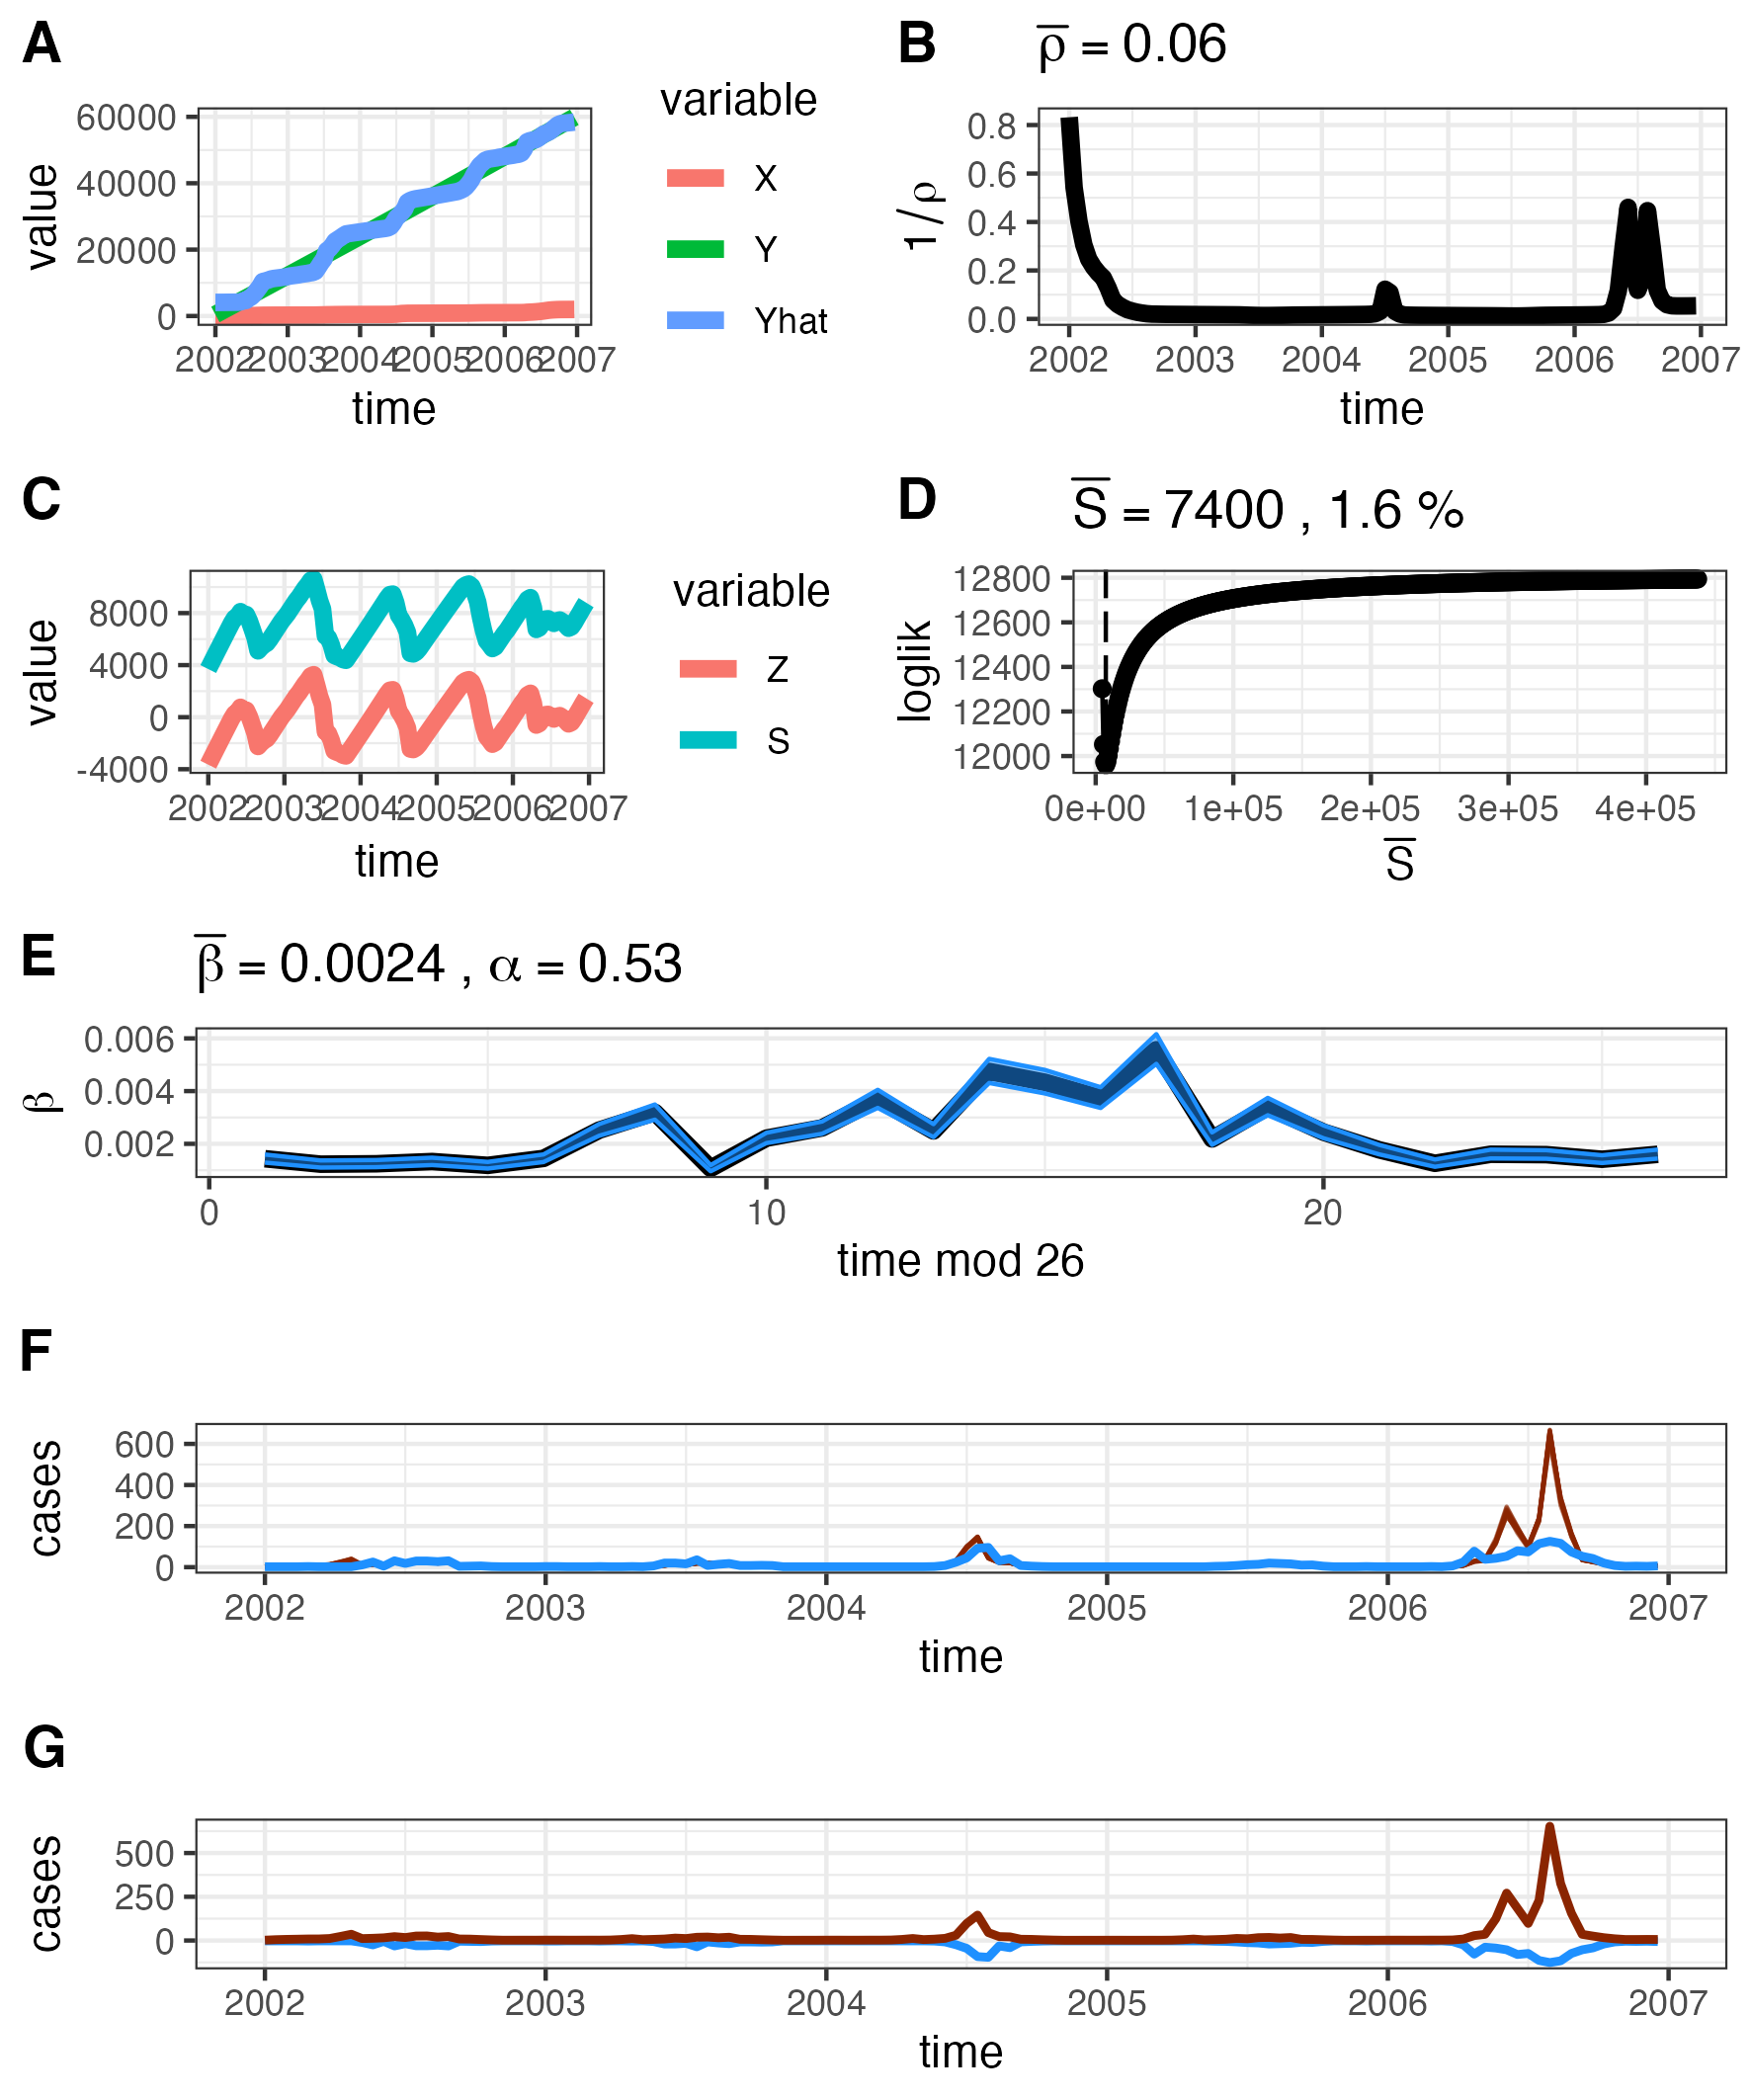 A
60000
40000
20000
0
value
2002 2003 2004 2005 2006 2007
time
variable
X
Y
Yhat
B
ρ̅ = 0.06
0.8
0.6
0.4
0.2
0.0
1/ρ
2002 2003 2004 2005 2006 2007
time
C
8000
4000
0
-4000
value
2002 2003 2004 2005 2006 2007
time
variable
Z
S
D
S̅ = 7400 , 1.6 %
12800
12600
12400
12200
12000
loglik
0e+00 1e+05 2e+05 3e+05 4e+05
S̅
E
β̅ = 0.0024 , α = 0.53
0.006
0.004
0.002
β
0 10 20
time mod 26
F
600
400
200
0
cases
2002 2003 2004 2005 2006 2007
time
G
500
250
0
cases
2002 2003 2004 2005 2006 2007
time